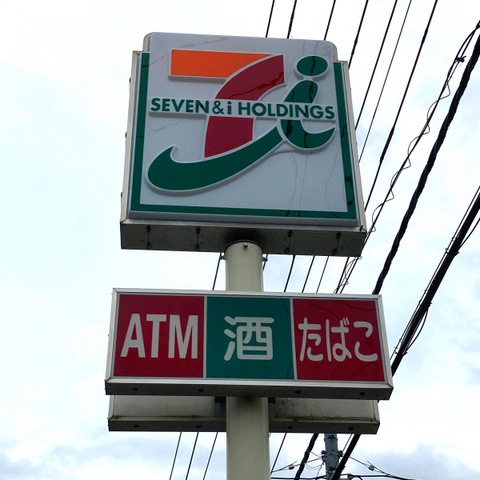 SEVEN & i HOLDINGS
ATM 酒 たばこ